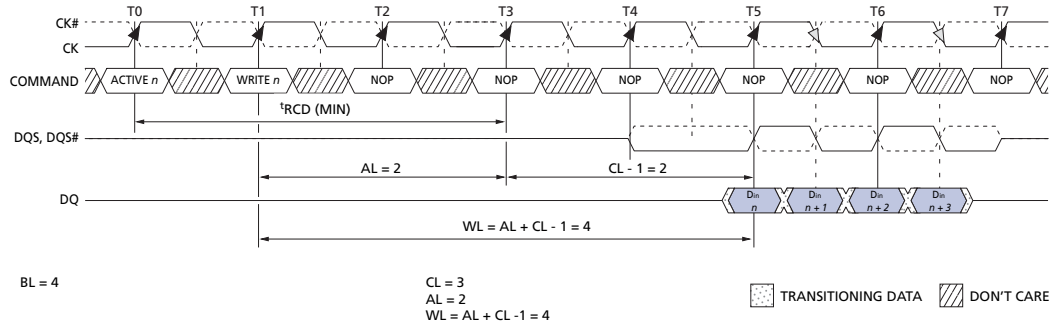 T0 T1 T2 T3 T4 T5 T6 T7
CK#
CK
COMMAND ACTIVE n WRITE n NOP NOP NOP NOP NOP NOP
tRCD (MIN)
DQS, DQS#
AL = 2 CL - 1 = 2
DQ Din n Din n + 1 Din n + 2 Din n + 3
WL = AL + CL - 1 = 4
BL = 4 CL = 3
AL = 2
WL = AL + CL -1 = 4
TRANSITIONING DATA DON'T CARE